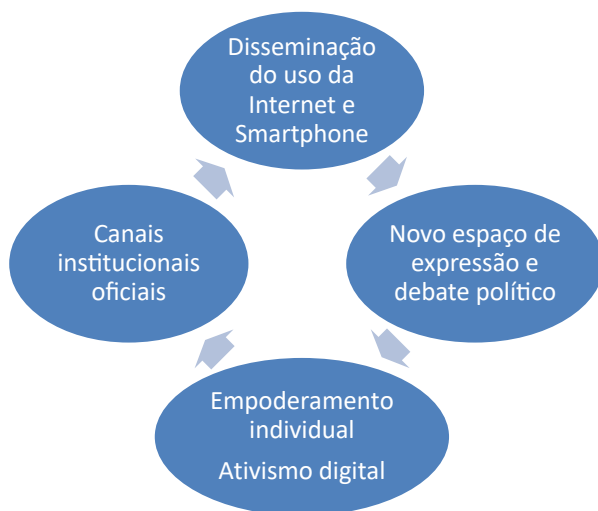 Disseminação
do uso da
Internet e
Smartphone
Novo espaço de
expressão e
debate político
Empoderamento
individual
Ativismo digital
Canais
institucionais
oficiais